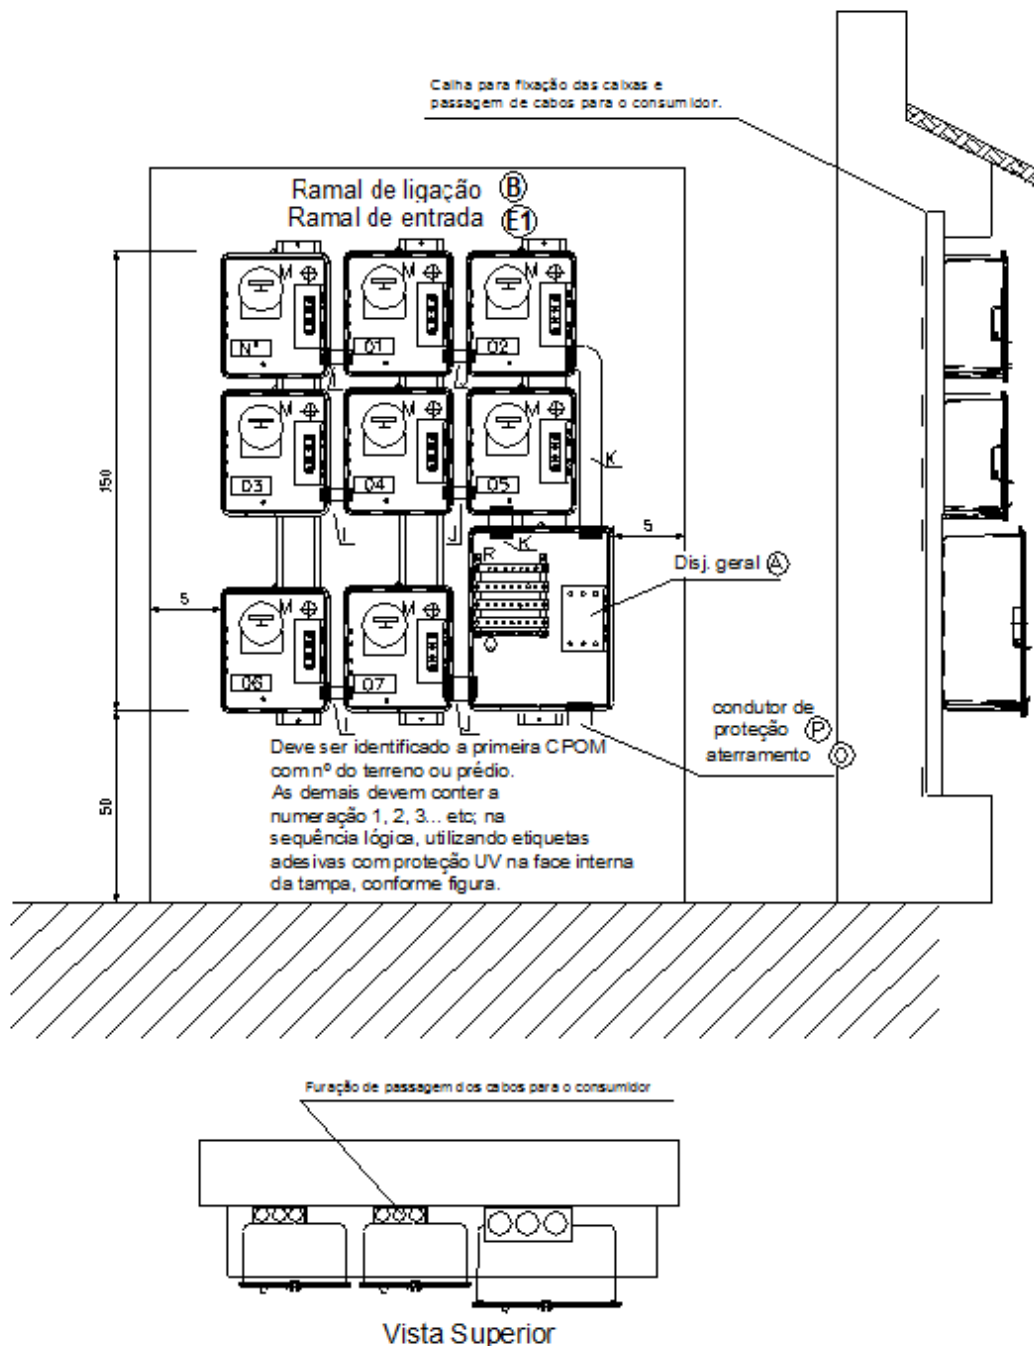 Calha para fixação das caixas e
passagem de cabos para o consumidor.
Ramal de ligação B
Ramal de entrada E1
M
M
M
Nº
01
02
M
M
M
03
04
05
K
150
5
R
K
Disj. geral A
5
M
M
06
07
condutor de
proteção P
aterramento O
Deve ser identificado a primeira CPOM
com nº do terreno ou prédio.
As demais devem conter a
numeração 1, 2, 3... etc; na
sequência lógica, utilizando etiquetas
adesivas com proteção UV na face interna
da tampa, conforme figura.
50
Furação de passagem dos cabos para o consumidor
Vista Superior